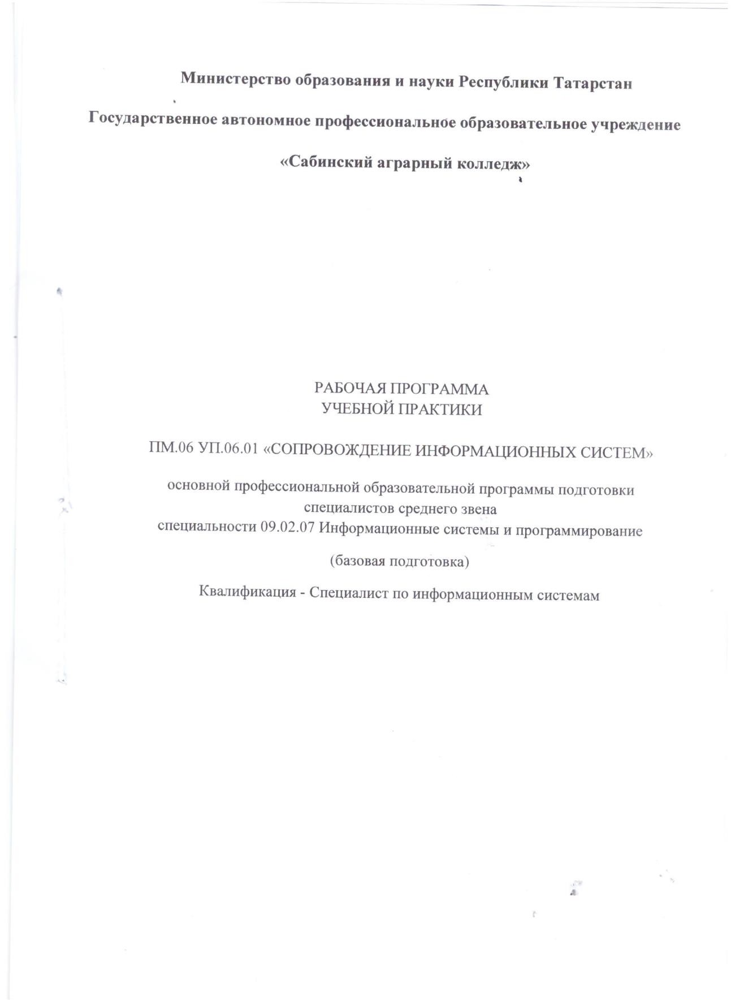 Министерство образования и науки Республики Татарстан
Государственное автономное профессиональное образовательное учреждение
«Сабинский аграрный колледж»
РАБОЧАЯ ПРОГРАММА
УЧЕБНОЙ ПРАКТИКИ
ПМ.06 УП.06.01 «СОПРОВОЖДЕНИЕ ИНФОРМАЦИОННЫХ СИСТЕМ»
основной профессиональной образовательной программы подготовки
специалистов среднего звена
специальности 09.02.07 Информационные системы и программирование
(базовая подготовка)
Квалификация - Специалист по информационным системам